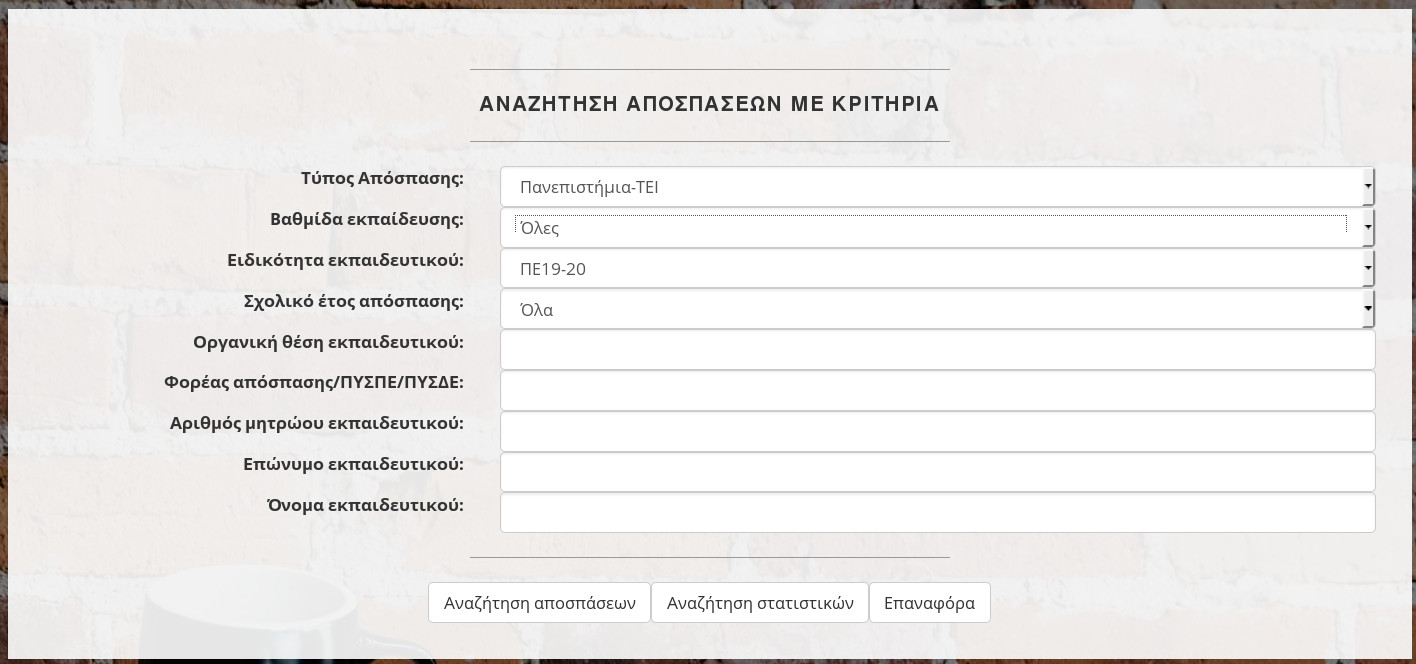 ΑΝΑΖΗΤΗΣΗ ΑΠΟΣΠΑΣΕΩΝ ΜΕ ΚΡΙΤΗΡΙΑ
Τύπος Απόσπασης: Πανεπιστήμια-ΤΕΙ
Βαθμίδα εκπαίδευσης: Όλες
Ειδικότητα εκπαιδευτικού: ΠΕ19-20
Σχολικό έτος απόσπασης: Όλα
Οργανική θέση εκπαιδευτικού:
Φορέας απόσπασης/ΠΥΣΠΕ/ΠΥΣΔΕ:
Αριθμός μητρώου εκπαιδευτικού:
Επώνυμο εκπαιδευτικού:
Όνομα εκπαιδευτικού:
Αναζήτηση αποσπάσεων Αναζήτηση στατιστικών Επαναφόρα